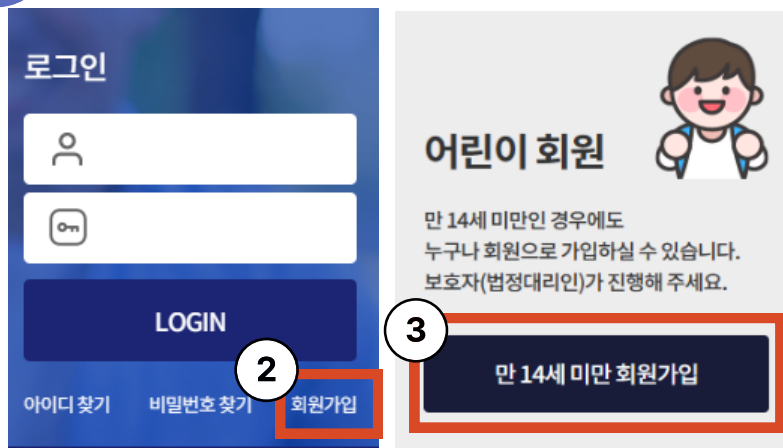 로그인
LOGIN
2
아이디 찾기
비밀번호 찾기
회원가입
어린이 회원
만 14세 미만인 경우에도
누구나 회원으로 가입하실 수 있습니다.
보호자(법정대리인)가 진행해 주세요.
3
만 14세 미만 회원가입